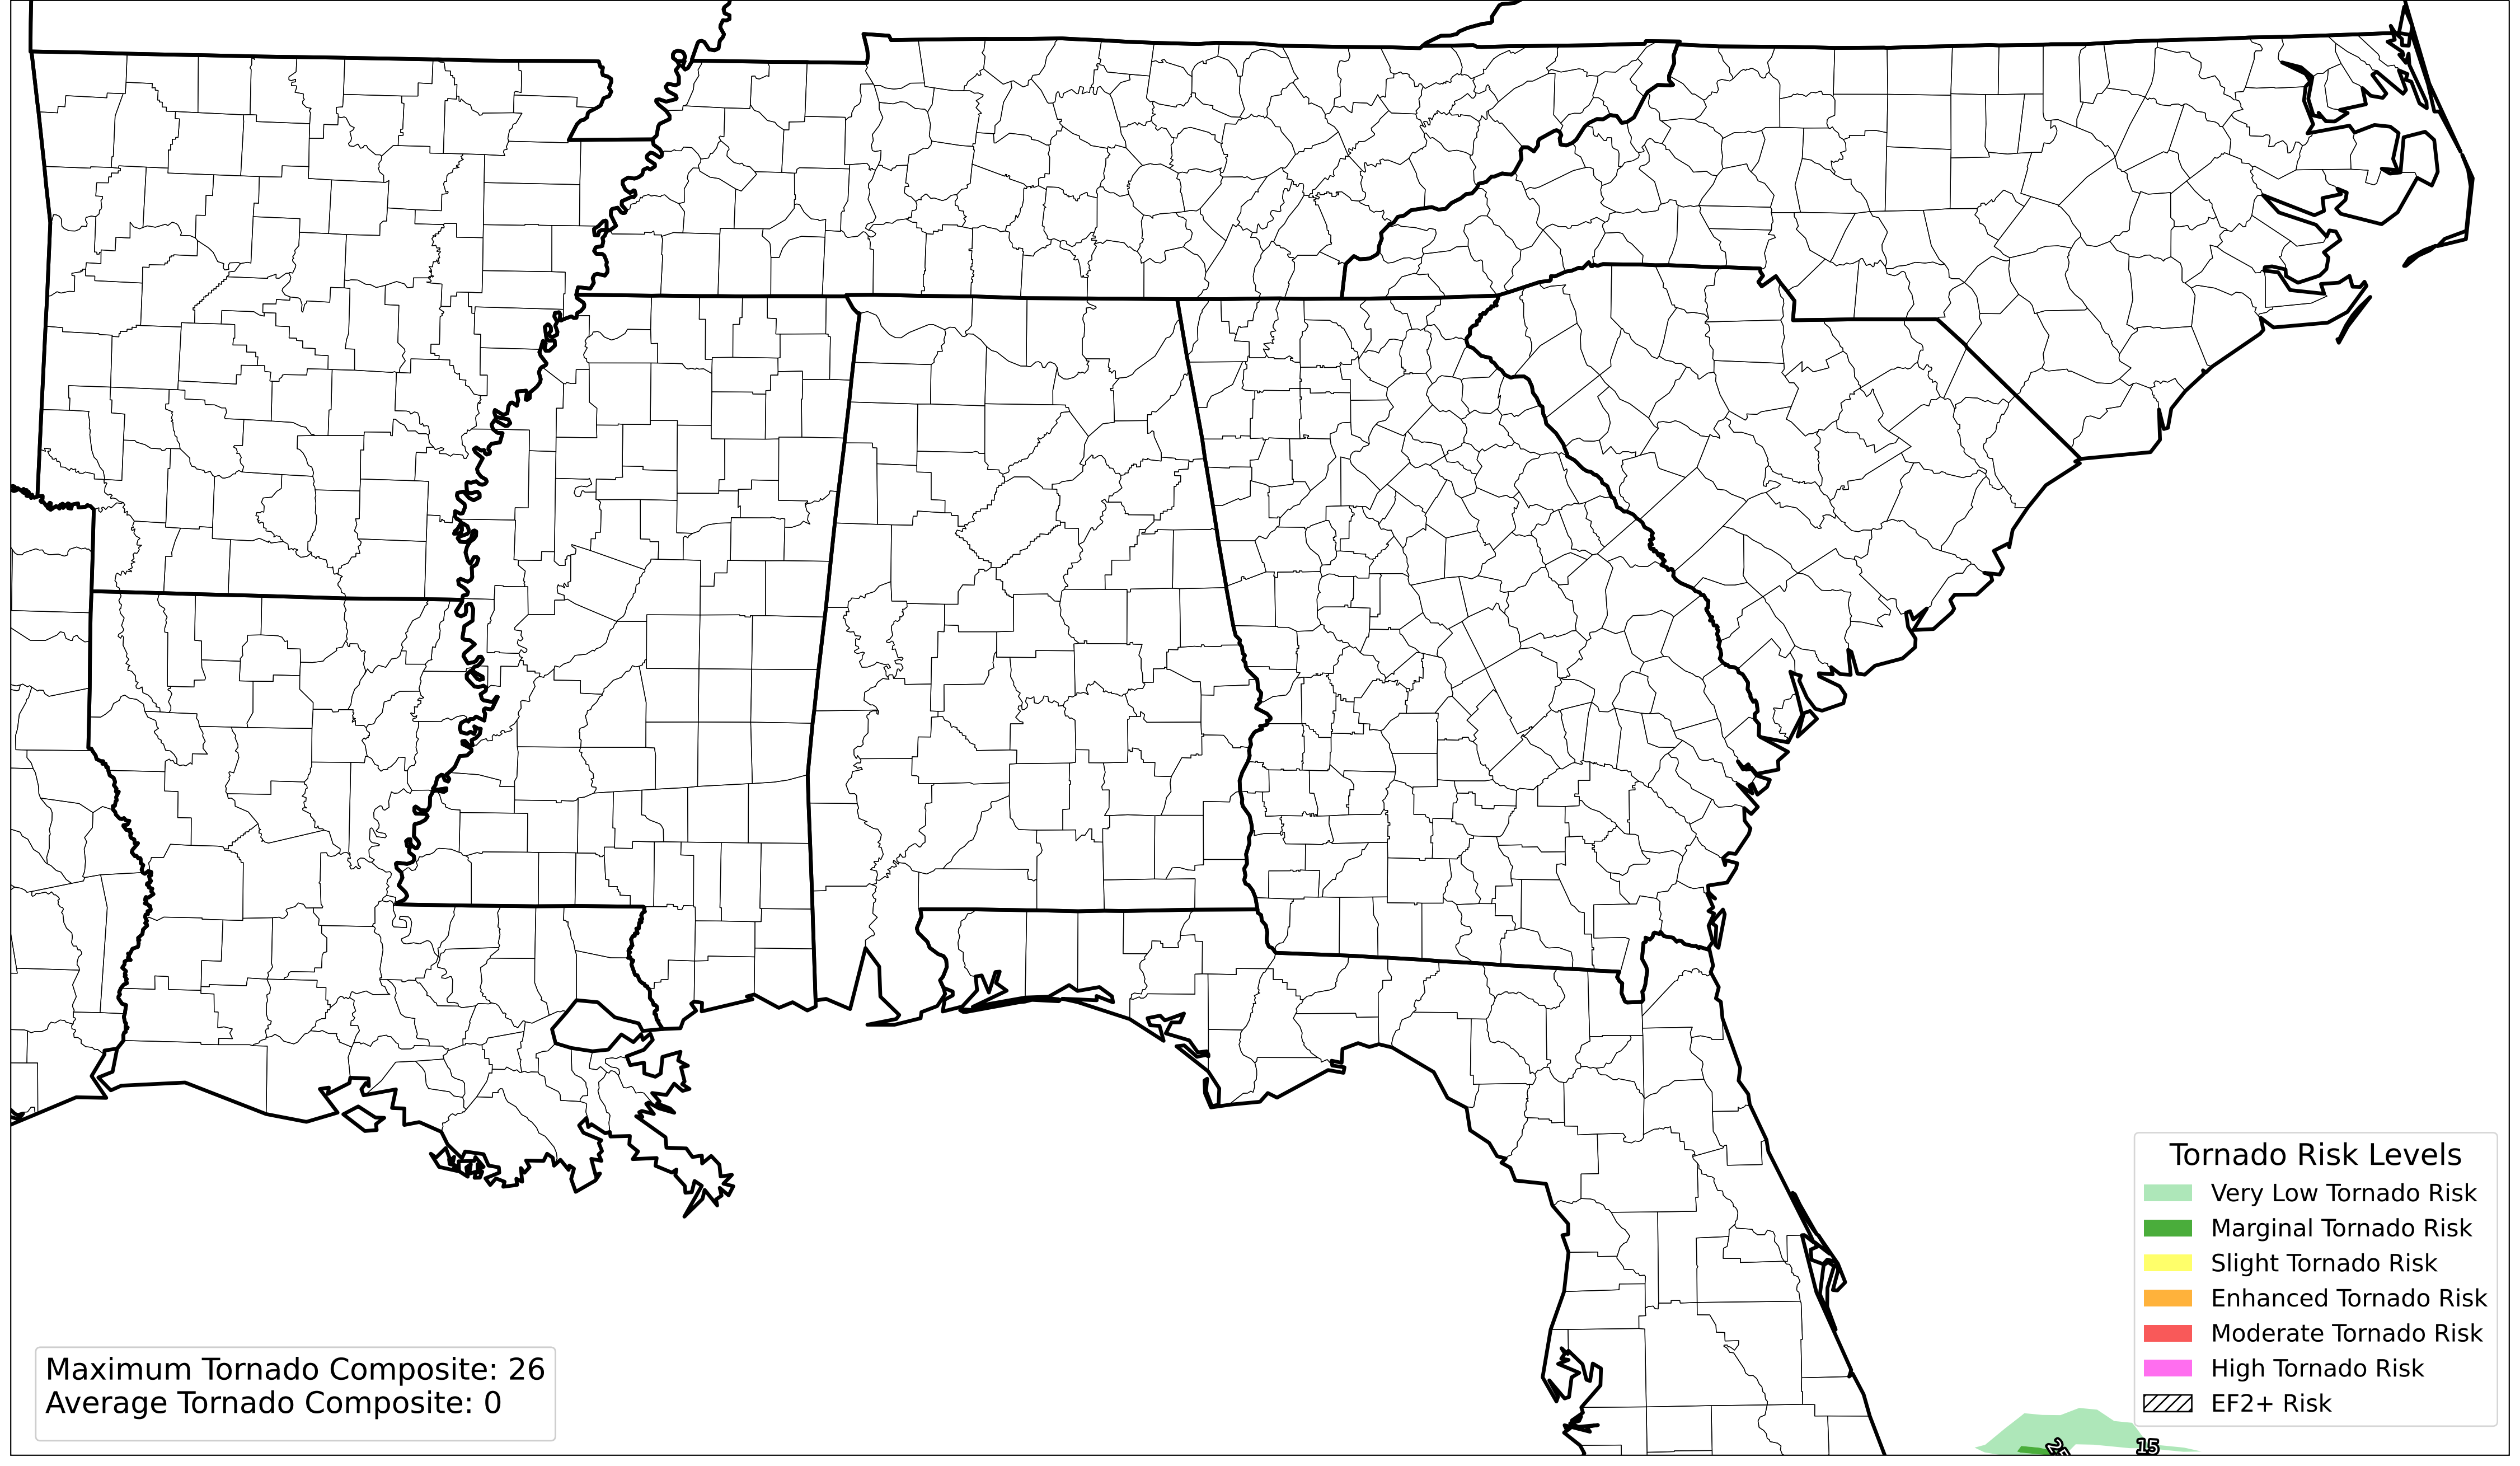 Tornado Risk Levels
Very Low Tornado Risk
Marginal Tornado Risk
Slight Tornado Risk
Enhanced Tornado Risk
Moderate Tornado Risk
High Tornado Risk
EF2+ Risk
Maximum Tornado Composite: 26
Average Tornado Composite: 0
15